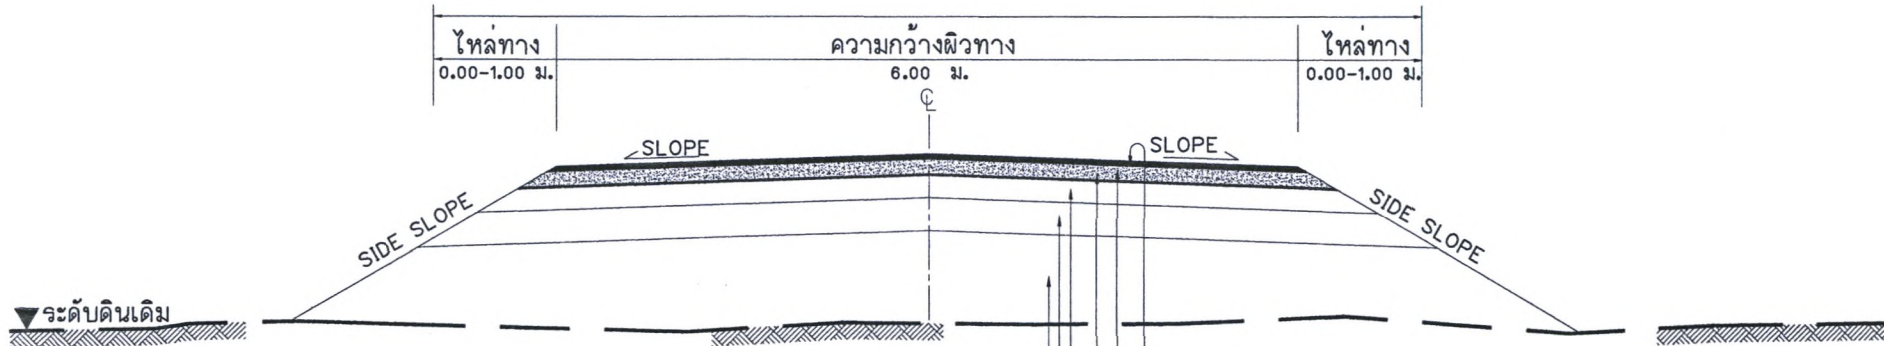 ไหล่ทาง ความกว้างผิวทาง ไหล่ทาง
0.00-1.00 ม. 6.00 ม. 0.00-1.00 ม.
℄
SLOPE SLOPE
SIDE SLOPE SIDE SLOPE
ระดับดินเดิม